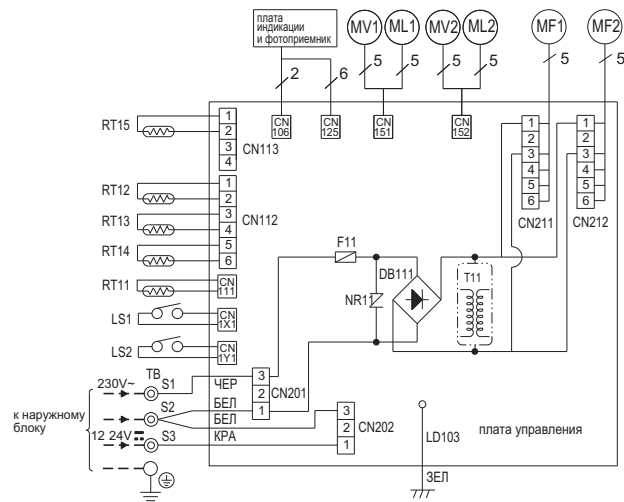 плата
индикации
и фотоприемник
MV1
ML1
MV2
ML2
MF1
MF2
2
6
5
5
5
5
5
5
CN
106
CN
125
CN
151
CN
152
RT15
1
2
3
4
CN113
RT12
RT13
RT14
1
2
3
4
5
6
CN112
RT11
CN
111
LS1
CN
1X1
LS2
CN
1Y1
1
2
3
4
5
6
CN211
1
2
3
4
5
6
CN212
F11
DB111
NR11
T11
TB
230V~
S1
ЧЕР
3
2
1
CN201
к наружному
блоку
S2
БЕЛ
БЕЛ
12 24V
S3
КРА
3
2
1
CN202
LD103
плата управления
ЗЕЛ